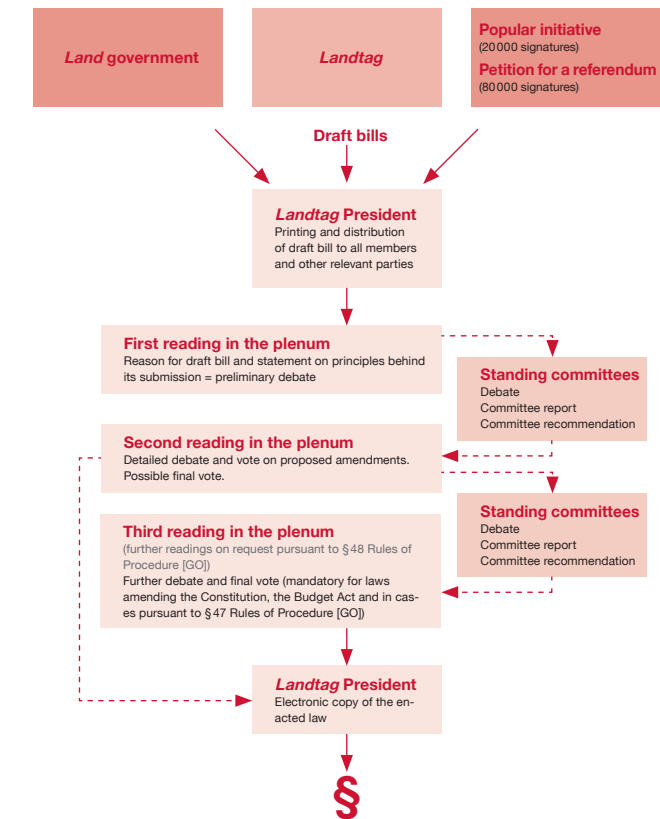 Land government
Landtag
Popular initiative
(20 000 signatures)
Petition for a referendum
(80 000 signatures)
Draft bills
Landtag President
Printing and distribution
of draft bill to all members
and other relevant parties
First reading in the plenum
Reason for draft bill and statement on principles behind
its submission = preliminary debate
Standing committees
Debate
Committee report
Committee recommendation
Second reading in the plenum
Detailed debate and vote on proposed amendments.
Possible final vote.
Standing committees
Debate
Committee report
Committee recommendation
Third reading in the plenum
(further readings on request pursuant to § 48 Rules of
Procedure [GO])
Further debate and final vote (mandatory for laws
amending the Constitution, the Budget Act and in cas-
es pursuant to § 47 Rules of Procedure [GO])
Landtag President
Electronic copy of the en-
acted law
§